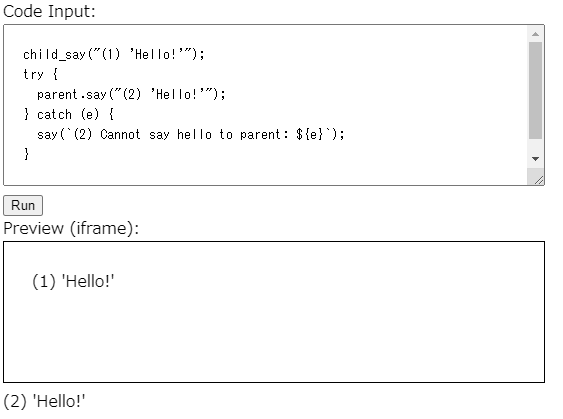 Code Input:
child_say("(1) 'Hello!'");
try {
  parent.say("(2) 'Hello!'");
} catch (e) {
  say(`(2) Cannot say hello to parent: ${e}`);
}
Run
Preview (iframe):
(1) 'Hello!'
(2) 'Hello!'